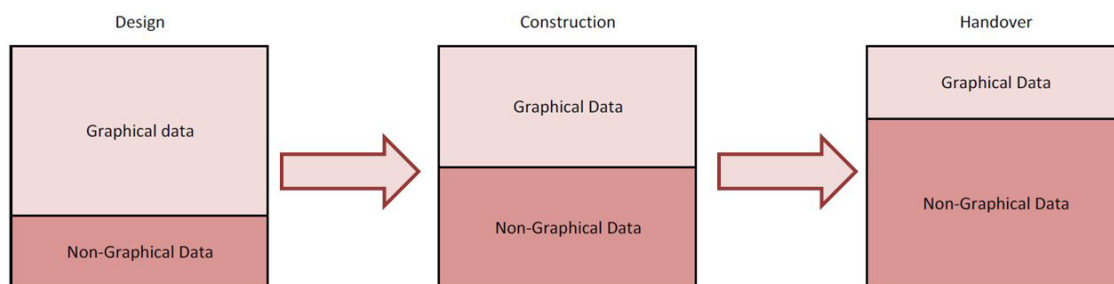 Design
Construction
Handover
Graphical data
Graphical Data
Graphical Data
Non-Graphical Data
Non-Graphical Data
Non-Graphical Data